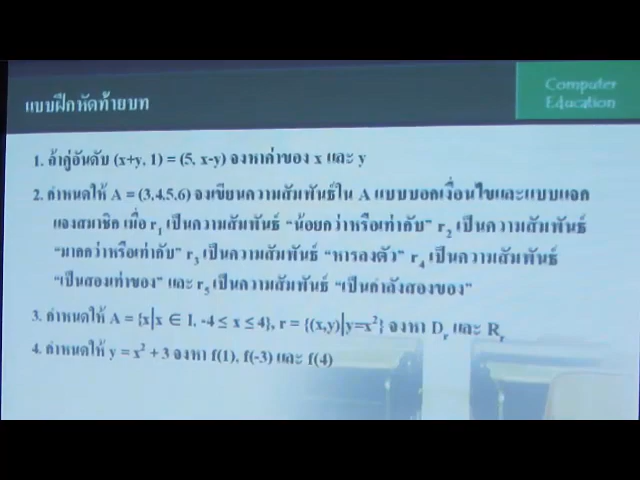 แบบฝึกหัดท้ายบท
Computer
Education
1. ถ้าคู่อันดับ (x+y, 1) = (5, x-y) จงหาค่าของ x และ y
2. กำหนดให้ A = (3,4,5,6) จงเขียนความสัมพันธ์ใน A แบบบอกเงื่อนไขและแบบแจก
แจงสมาชิก เมื่อ r₁ เป็นความสัมพันธ์ “น้อยกว่าหรือเท่ากับ” r₂ เป็นความสัมพันธ์
“มากกว่าหรือเท่ากับ” r₃ เป็นความสัมพันธ์ “หารลงตัว” r₄ เป็นความสัมพันธ์
“เป็นสองเท่าของ” และ r₅ เป็นความสัมพันธ์ “เป็นกำลังสองของ”
3. กำหนดให้ A = {x|x ∈ I, -4 ≤ x ≤ 4}, r = {(x,y)|y=x²} จงหา Dᵣ และ Rᵣ
4. กำหนดให้ y = x² + 3 จงหา f(1), f(-3) และ f(4)